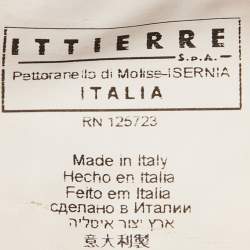 ITTIERRE
S.p.A.
Pettoranello di Molise-ISERNIA
ITALIA
RN 125723
Made in Italy
Hecho en Italia
Feito em Italia
сделано в Италии
ארץ יצור איטליה
意大利製